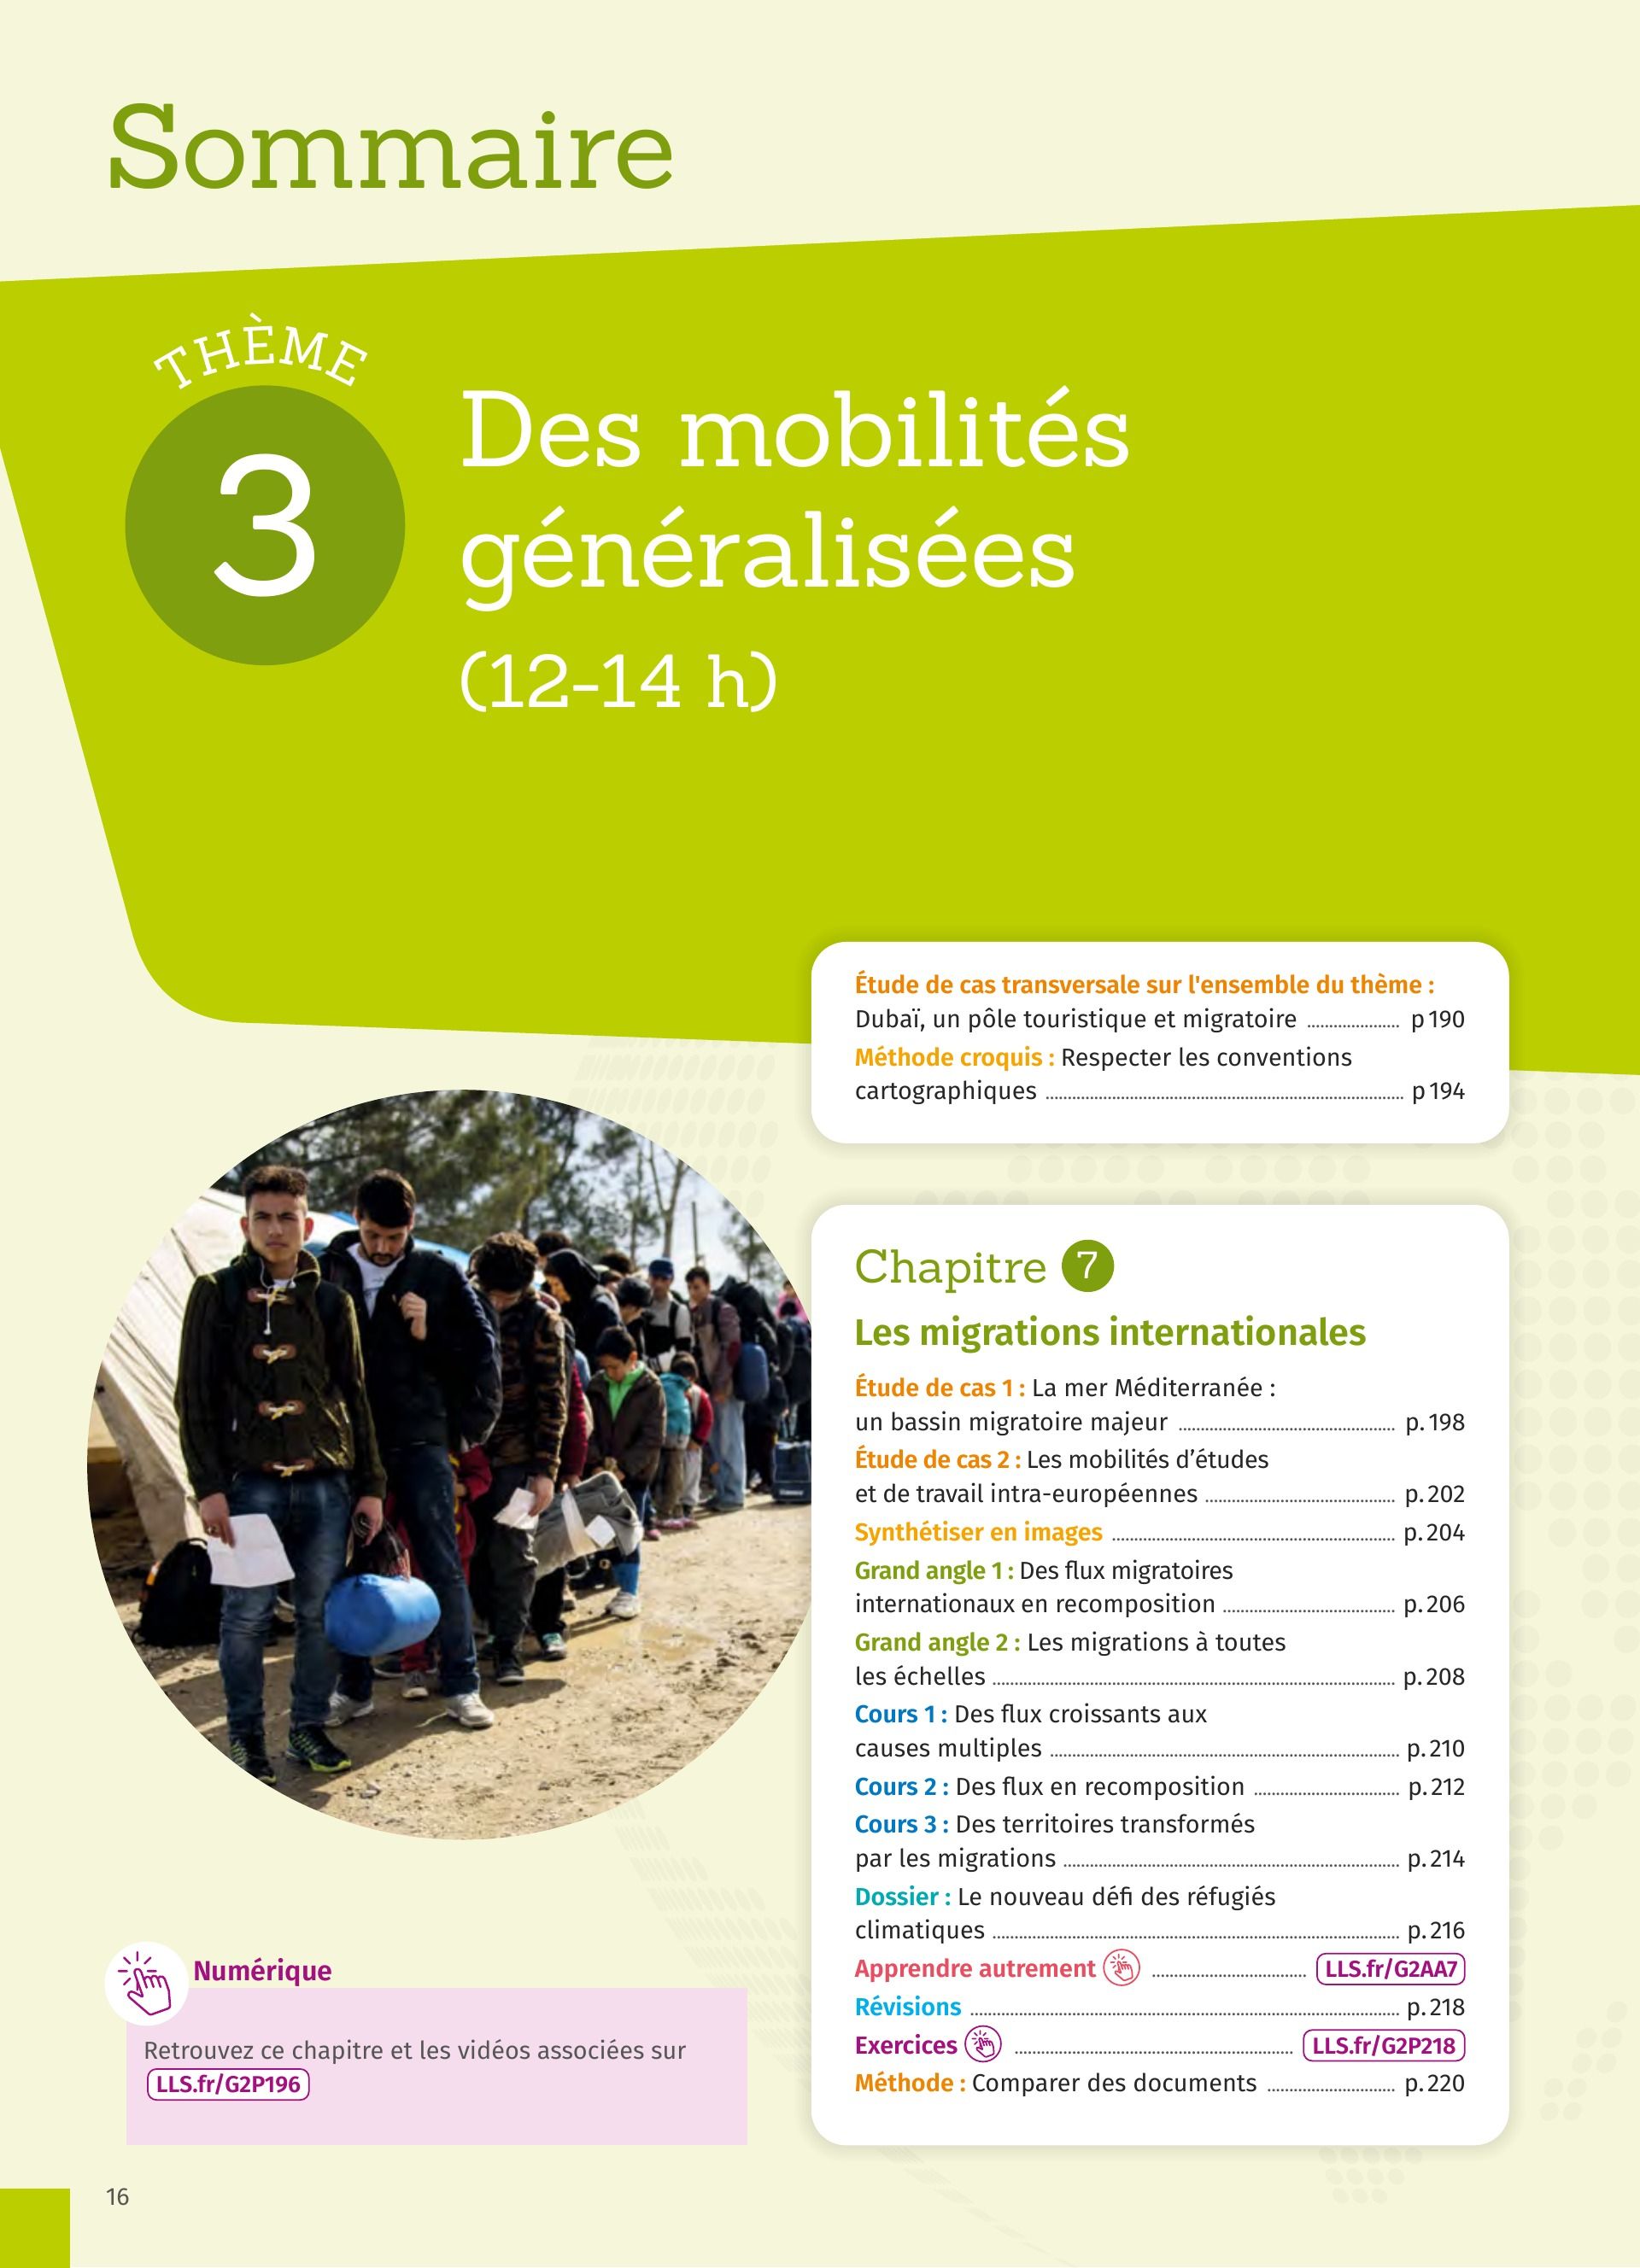 Sommaire
THÈME
3
Des mobilités
généralisées
(12-14 h)
Étude de cas transversale sur l'ensemble du thème :
Dubaï, un pôle touristique et migratoire p 190
Méthode croquis : Respecter les conventions
cartographiques p 194
Chapitre 7
Les migrations internationales
Étude de cas 1 : La mer Méditerranée :
un bassin migratoire majeur p. 198
Étude de cas 2 : Les mobilités d’études
et de travail intra-européennes p. 202
Synthétiser en images p. 204
Grand angle 1 : Des flux migratoires
internationaux en recomposition p. 206
Grand angle 2 : Les migrations à toutes
les échelles p. 208
Cours 1 : Des flux croissants aux
causes multiples p. 210
Cours 2 : Des flux en recomposition p. 212
Cours 3 : Des territoires transformés
par les migrations p. 214
Dossier : Le nouveau défi des réfugiés
climatiques p. 216
Apprendre autrement LLS.fr/G2AA7
Révisions p. 218
Exercices LLS.fr/G2P218
Méthode : Comparer des documents p. 220
Numérique
Retrouvez ce chapitre et les vidéos associées sur
LLS.fr/G2P196
16